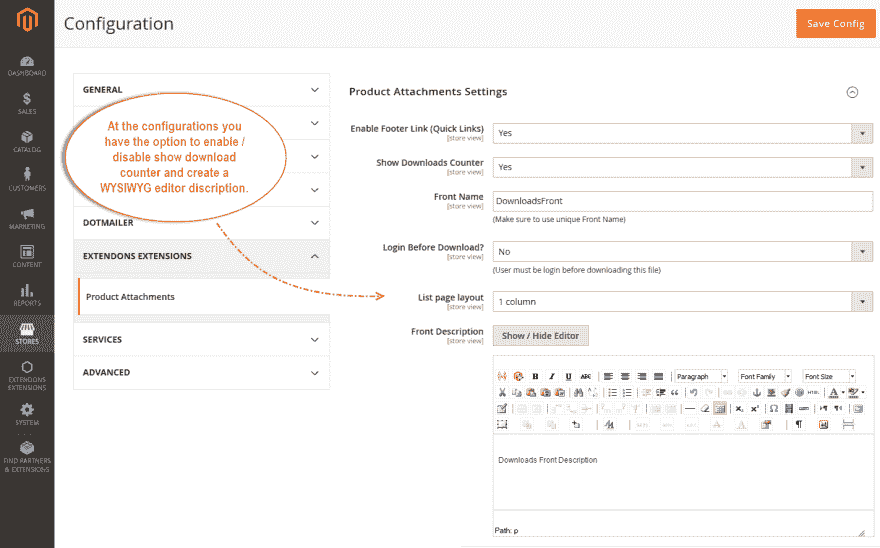 Configuration
Save Config
DASHBOARD
SALES
CATALOG
CUSTOMERS
MARKETING
CONTENT
REPORTS
STORES
EXTENDONS
EXTENSIONS
SYSTEM
FIND PARTNERS
& EXTENSIONS
GENERAL
At the configurations you
have the option to enable /
disable show download
counter and create a
WYSIWYG editor discription.
DOTMAILER
EXTENDONS EXTENSIONS
Product Attachments
SERVICES
ADVANCED
Product Attachments Settings
Enable Footer Link (Quick Links)
[store view]
Yes
Show Downloads Counter
[store view]
Yes
Front Name
[store view]
DownloadsFront
(Make sure to use unique Front Name)
Login Before Download?
[store view]
No
(User must be login before downloading this file)
List page layout
[store view]
1 column
Front Description
[store view]
Show / Hide Editor
B I U ABC
Paragraph
Font Family
Font Size
HTML
Downloads Front Description
Path: p